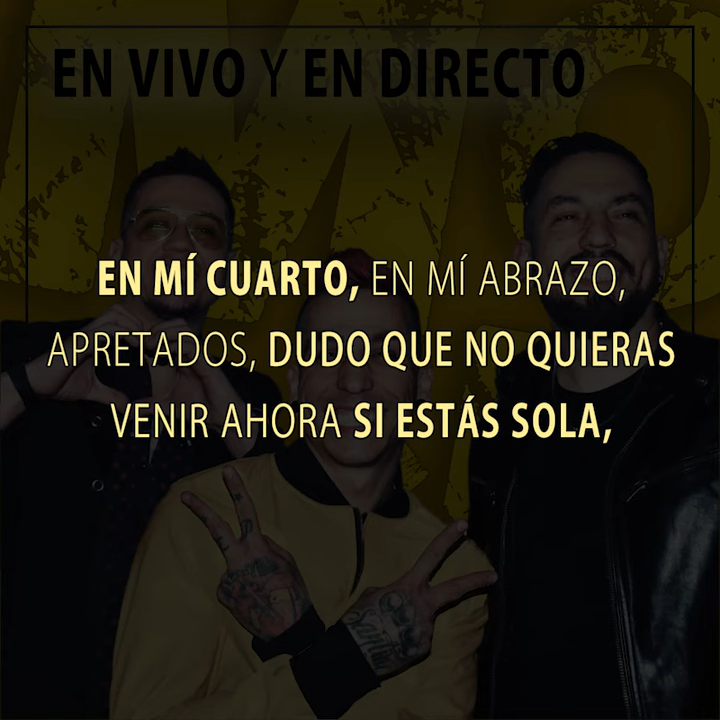 EN VIVO Y EN DIRECTO
EN MÍ CUARTO, EN MÍ ABRAZO,
APRETADOS, DUDO QUE NO QUIERAS
VENIR AHORA SI ESTÁS SOLA,